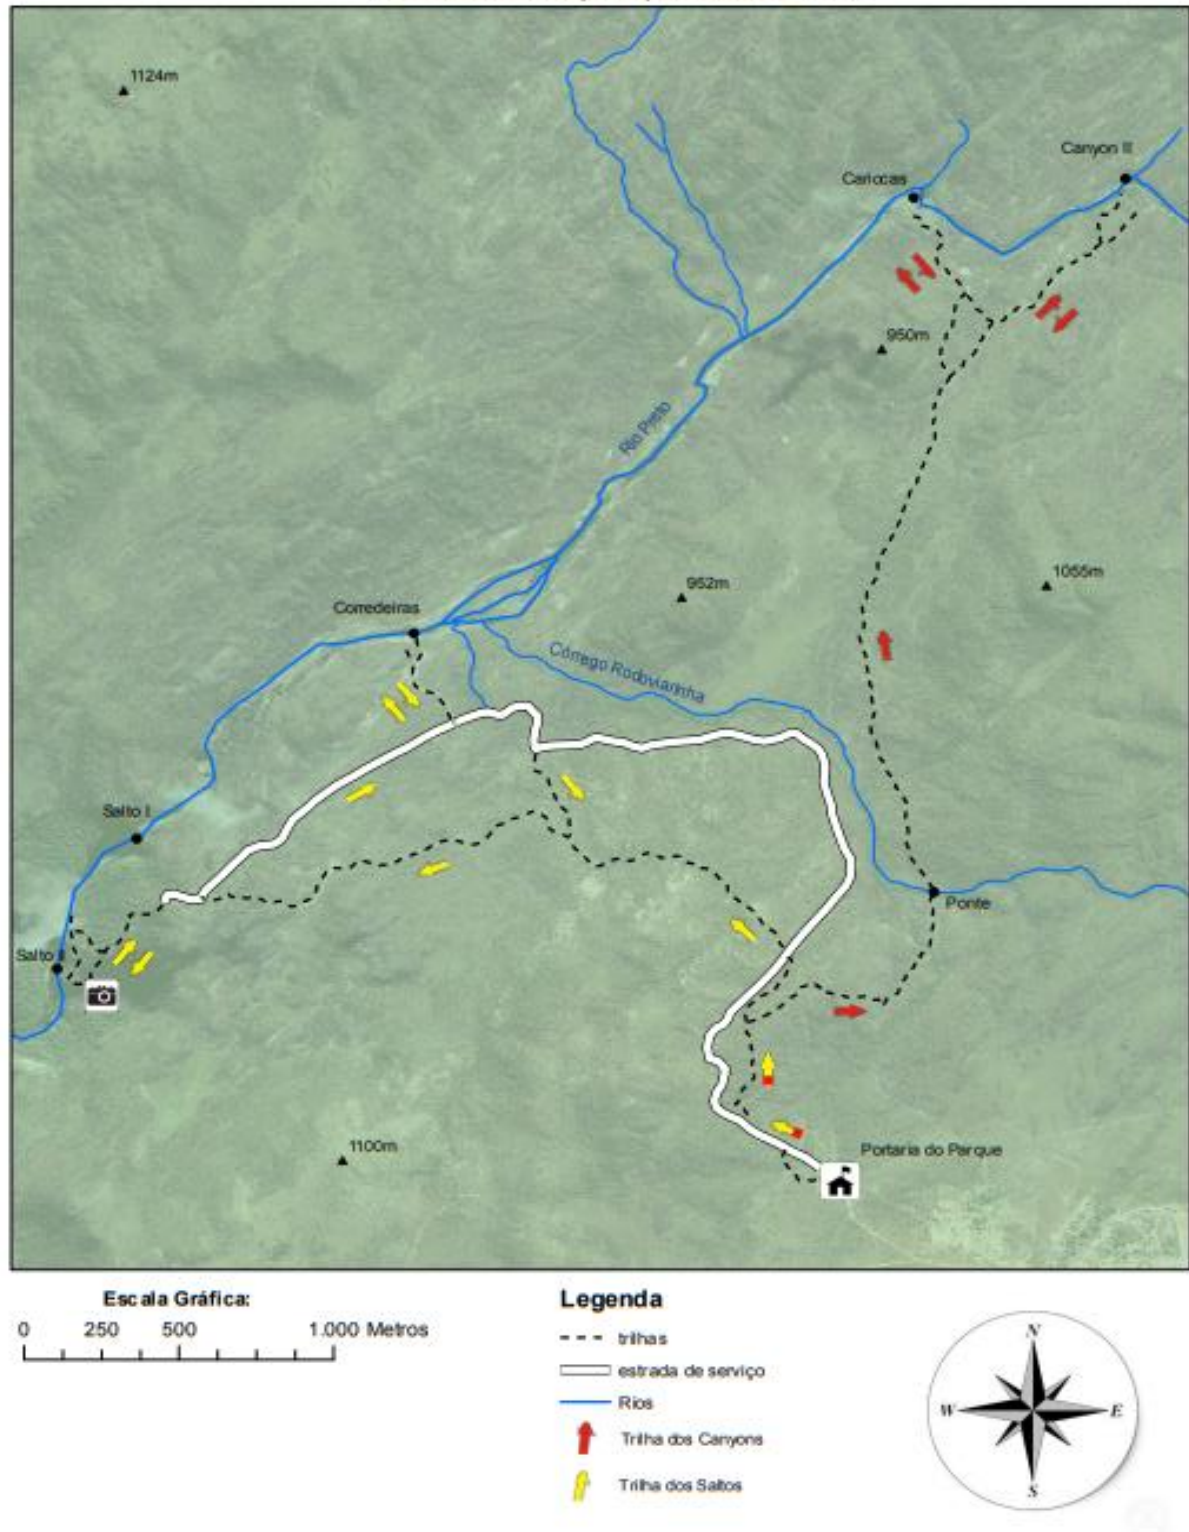 1124m
Canyon II
Cariocas
950m
Rio Preto
1055m
952m
Corredeiras
Córrego Rodoviarinha
Salto I
Ponte
Salto
1100m
Portaria do Parque
Escala Gráfica:
0 250 500 1.000 Metros
Legenda
trilhas
estrada de serviço
Rios
Trilha dos Canyons
Trilha dos Saltos
N
W E
S